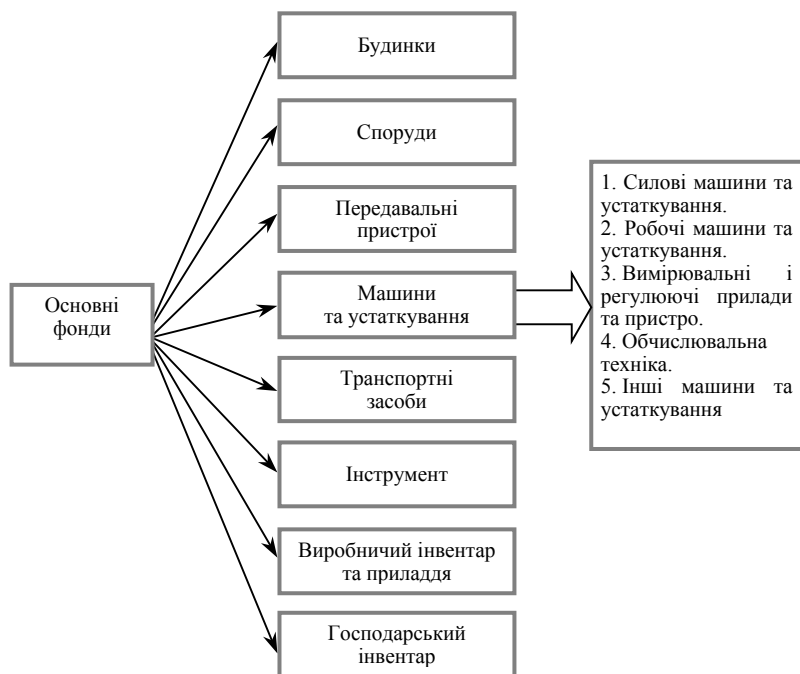 Основні
фонди
Будинки
Споруди
Передавальні
пристрої
Машини
та устаткування
Транспортні
засоби
Інструмент
Виробничий інвентар
та приладдя
Господарський
інвентар
1. Силові машини та
устаткування.
2. Робочі машини та
устаткування.
3. Вимірювальні і
регулюючі прилади
та пристро.
4. Обчислювальна
техніка.
5. Інші машини та
устаткування